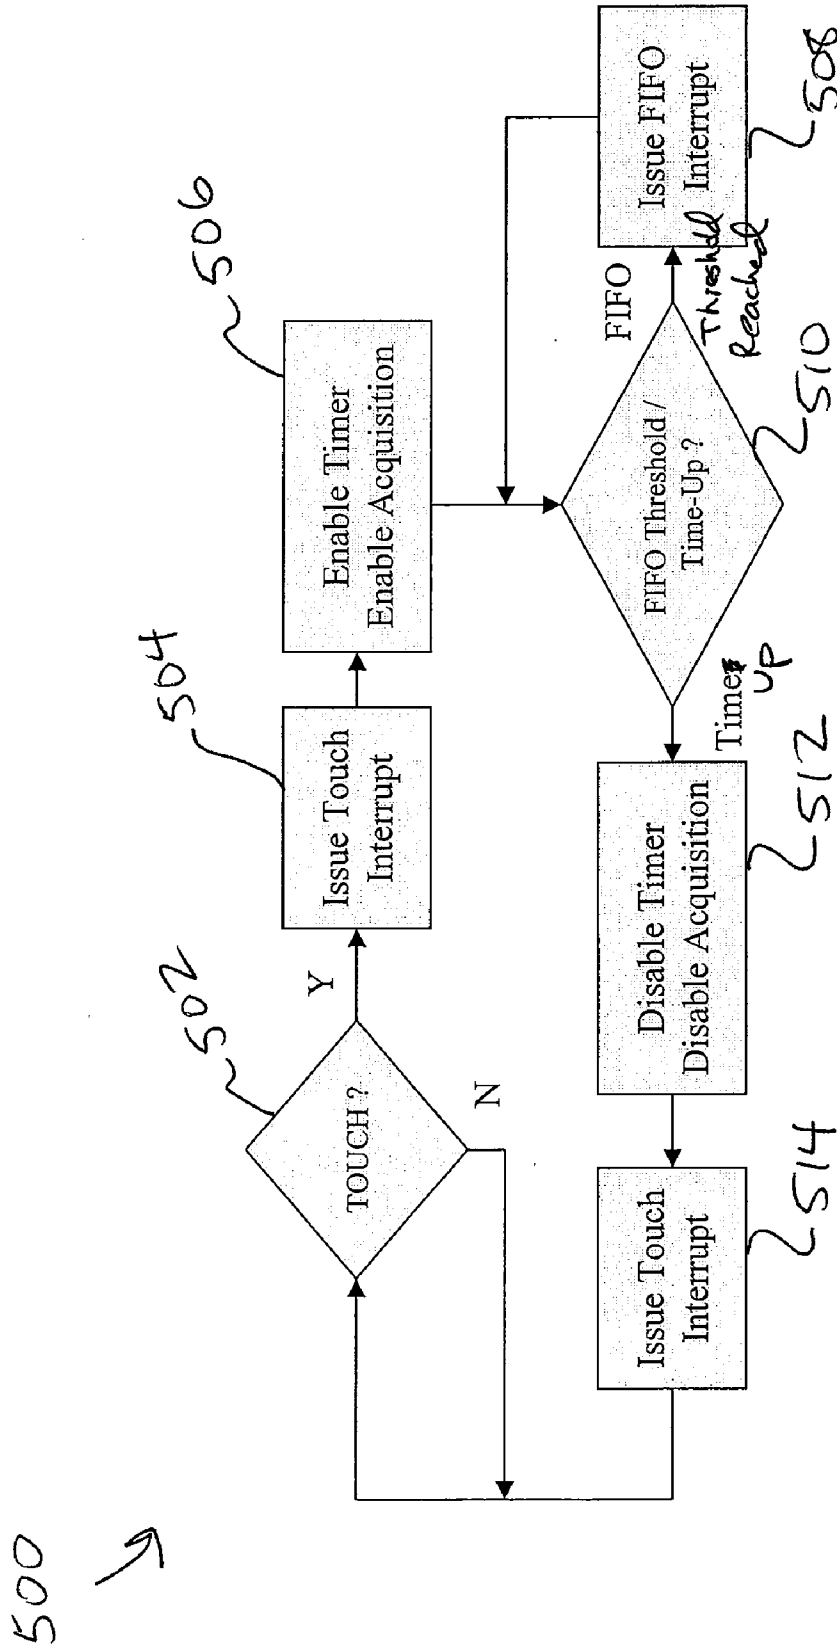 500
502
TOUCH ?
Y
N
504
Issue Touch
Interrupt
506
Enable Timer
Enable Acquisition
FIFO Threshold /
Time-Up ?
510
FIFO
Threshold
Reached
Issue FIFO
Interrupt
508
Time
up
Disable Timer
Disable Acquisition
512
Issue Touch
Interrupt
514